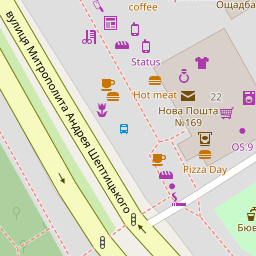 coffee
Ощадба
вулиця Митрополита Андрея Шептицького
Status
Hot meat
22
Нова Пошта
№169
OS.9
Pizza Day
Бюв